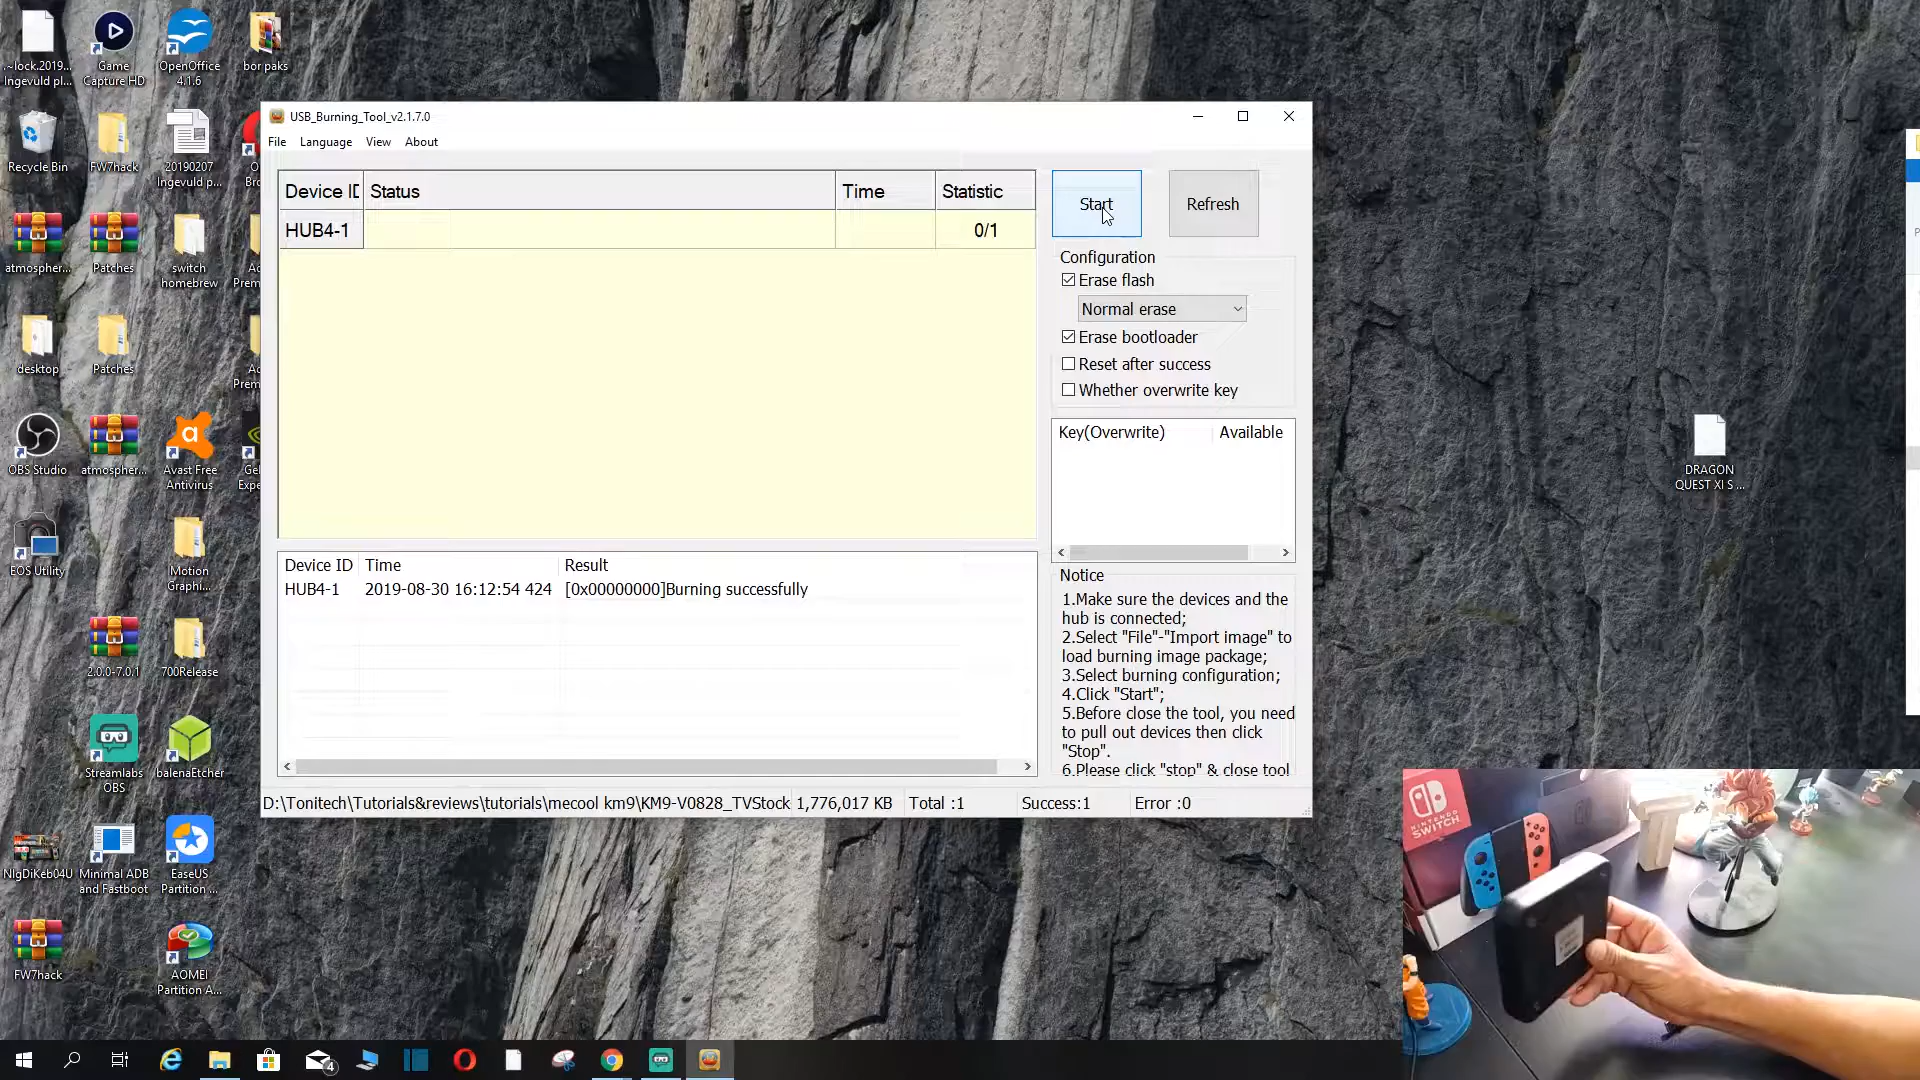 ~lock.2019...
Ingevuld pl...
Game
Capture HD
OpenOffice
4.1.6
bor paks
Recycle Bin
FW7hack
20190207
Ingevuld p...
atmospher...
Patches
switch
homebrew
Prem
desktop
Patches
Prem
OBS Studio
atmospher...
Avast Free
Antivirus
EOS Utility
Motion
Graphi...
2.0.0-7.0.1
700Release
Streamlabs
OBS
balenaEtcher
NIgDiKeb04U
Minimal ADB
and Fastboot
EaseUS
Partition ...
FW7hack
AOMEI
Partition A...
USB_Burning_Tool_v2.1.7.0
File Language View About
Device ID Status Time Statistic
HUB4-1 0/1
Start
Refresh
Configuration
Erase flash
Normal erase
Erase bootloader
Reset after success
Whether overwrite key
Key(Overwrite) Available
Device ID Time Result
HUB4-1 2019-08-30 16:12:54 424 [0x00000000]Burning successfully
Notice
1.Make sure the devices and the
hub is connected;
2.Select "File"-"Import image" to
load burning image package;
3.Select burning configuration;
4.Click "Start";
5.Before close the tool, you need
to pull out devices then click
"Stop".
6.Please click "stop" & close tool
D:\Tonitech\Tutorials&reviews\tutorials\mecool km9\KM9-V0828_TVStock 1,776,017 KB Total :1 Success:1 Error :0
DRAGON
QUEST XI S ...
NINTENDO
SWITCH
4